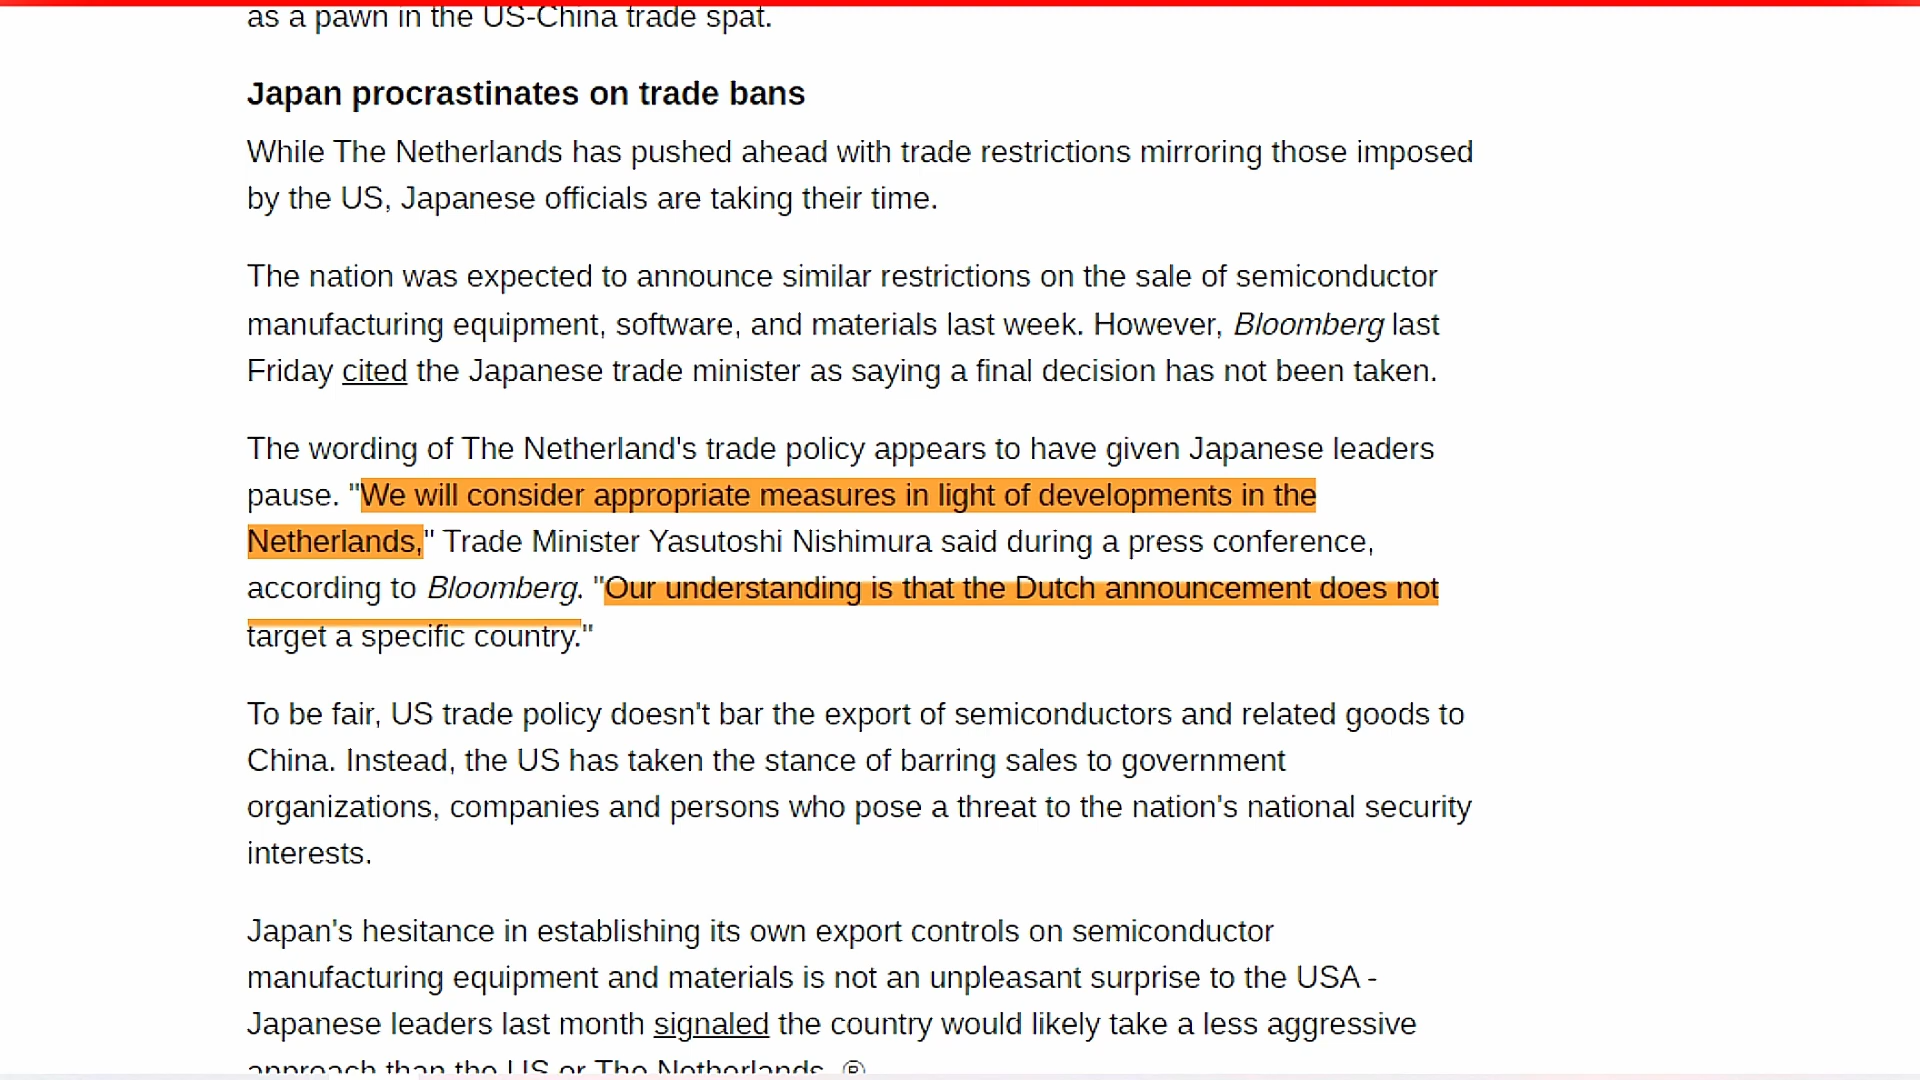 as a pawn in the US-China trade spat.
Japan procrastinates on trade bans
While The Netherlands has pushed ahead with trade restrictions mirroring those imposed
by the US, Japanese officials are taking their time.
The nation was expected to announce similar restrictions on the sale of semiconductor
manufacturing equipment, software, and materials last week. However, Bloomberg last
Friday cited the Japanese trade minister as saying a final decision has not been taken.
The wording of The Netherland's trade policy appears to have given Japanese leaders
pause. "We will consider appropriate measures in light of developments in the
Netherlands," Trade Minister Yasutoshi Nishimura said during a press conference,
according to Bloomberg. "Our understanding is that the Dutch announcement does not
target a specific country."
To be fair, US trade policy doesn't bar the export of semiconductors and related goods to
China. Instead, the US has taken the stance of barring sales to government
organizations, companies and persons who pose a threat to the nation's national security
interests.
Japan's hesitance in establishing its own export controls on semiconductor
manufacturing equipment and materials is not an unpleasant surprise to the USA -
Japanese leaders last month signaled the country would likely take a less aggressive
approach than the US or The Netherlands. ®